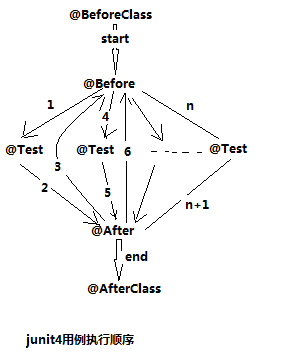 @BeforeClass
start
@Before
1
4
n
3
@Test
@Test
6
@Test
2
5
n+1
@After
end
@AfterClass
junit4用例执行顺序